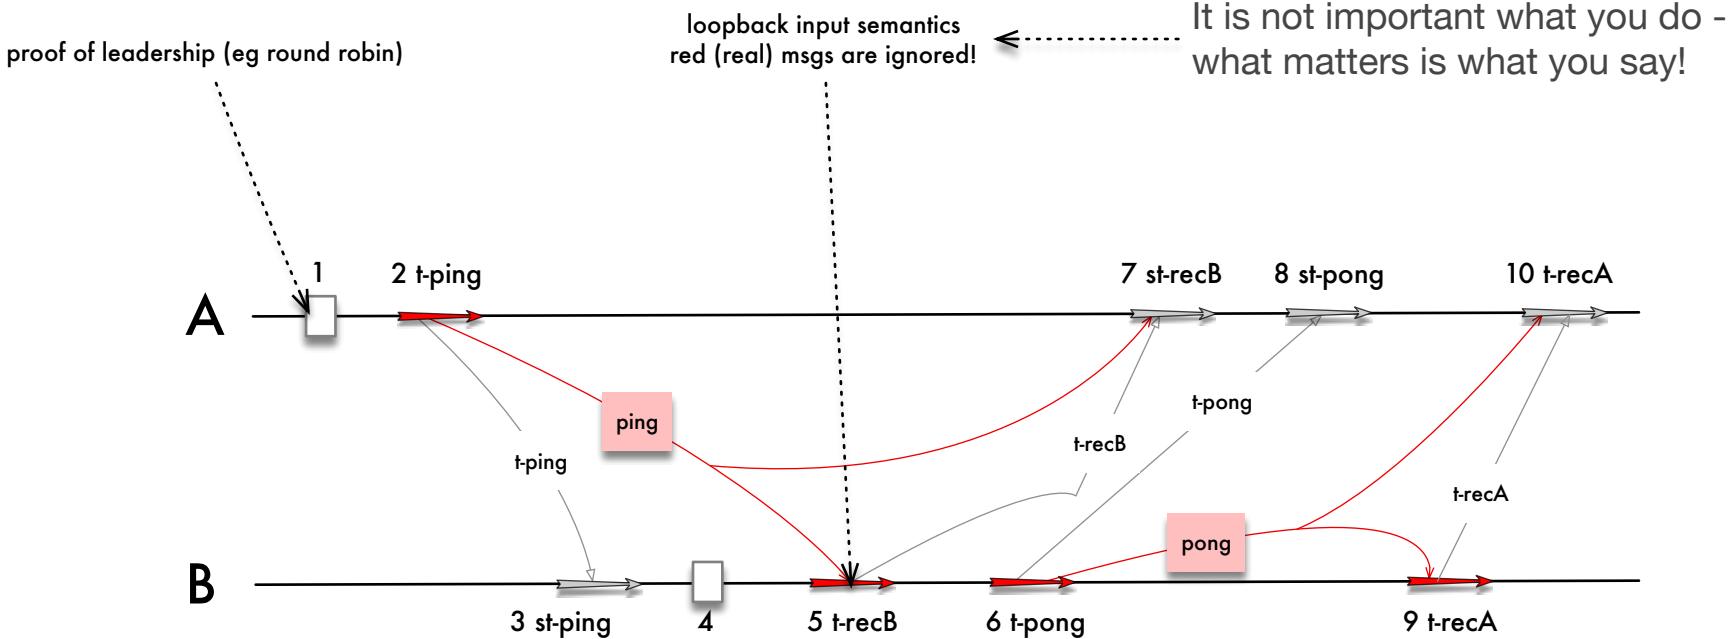 proof of leadership (eg round robin)
loopback input semantics
red (real) msgs are ignored!
It is not important what you do -
what matters is what you say!
1
2 t-ping
7 st-recB
8 st-pong
10 t-recA
A
ping
t-ping
t-recB
t-pong
t-recA
pong
B
3 st-ping
4
5 t-recB
6 t-pong
9 t-recA